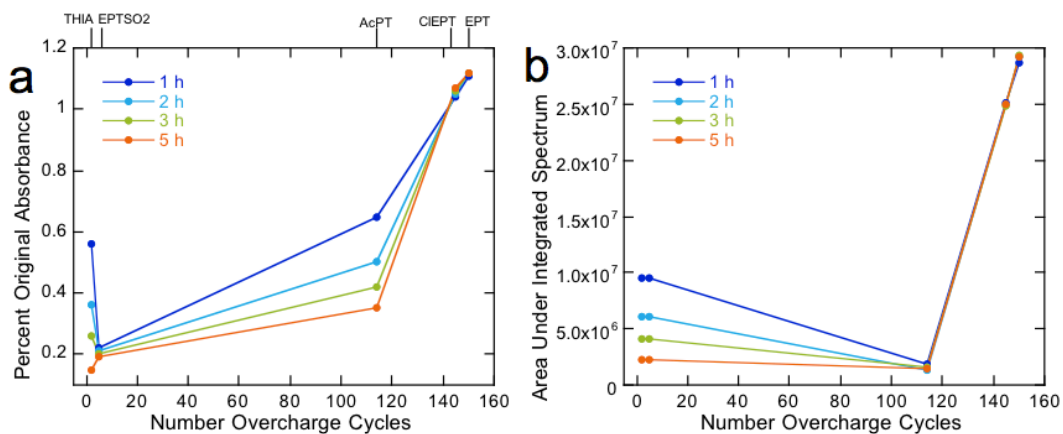 THIA EPTSO2 AcPT ClEPT EPT
a
1.2
1
0.8
0.6
0.4
0.2
Percent Original Absorbance
1 h
2 h
3 h
5 h
0 20 40 60 80 100 120 140 160
Number Overcharge Cycles
b
3.0x10⁷
2.5x10⁷
2.0x10⁷
1.5x10⁷
1.0x10⁷
5.0x10⁶
0
Area Under Integrated Spectrum
1 h
2 h
3 h
5 h
0 20 40 60 80 100 120 140 160
Number Overcharge Cycles